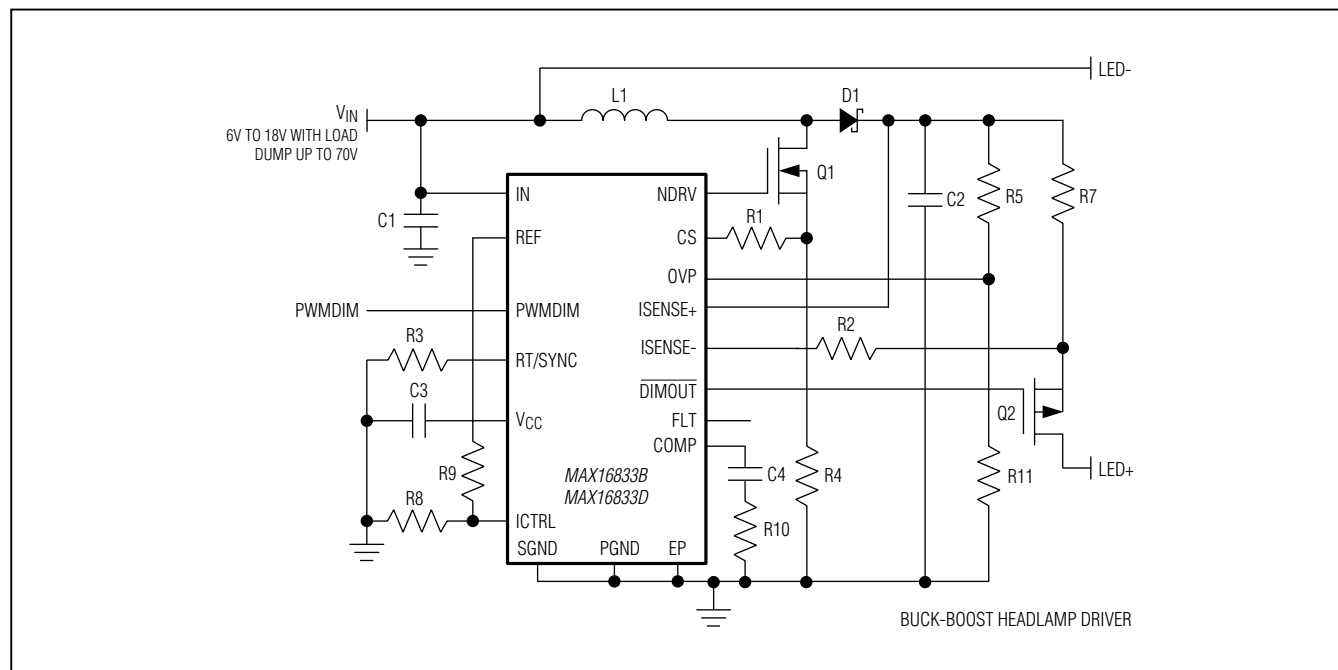 LED-
L1
D1
VIN
6V TO 18V WITH LOAD
DUMP UP TO 70V
Q1
IN
NDRV
C2
R5
R7
C1
REF
CS
R1
OVP
PWMDIM
PWMDIM
ISENSE+
R3
RT/SYNC
ISENSE-
R2
C3
DIMOUT
Q2
VCC
FLT
COMP
R9
MAX16833B
MAX16833D
C4
R4
R11
LED+
R8
ICTRL
R10
SGND
PGND
EP
BUCK-BOOST HEADLAMP DRIVER